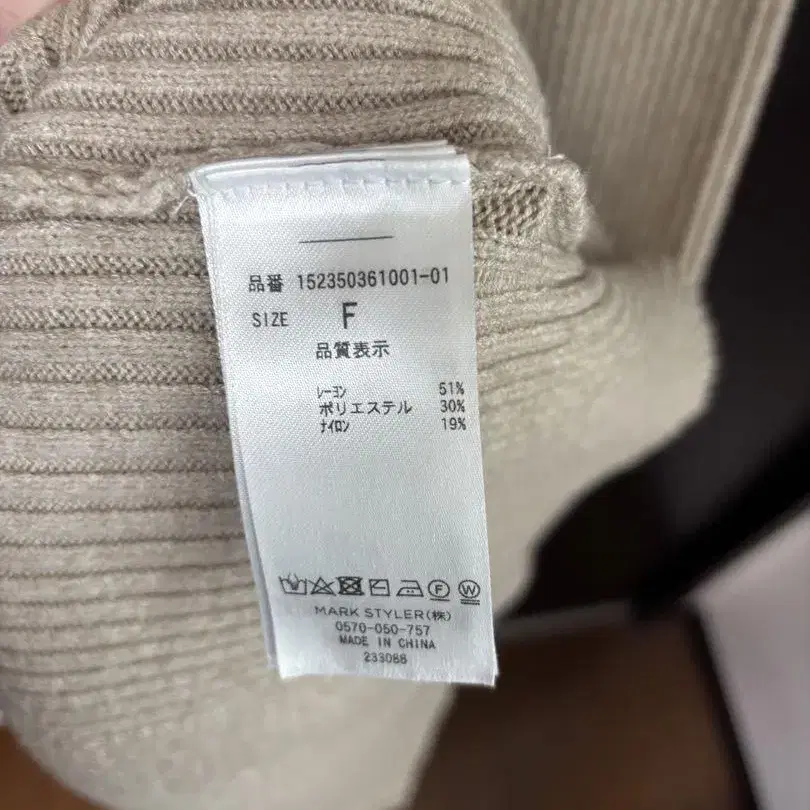 品番 152350361001-01
SIZE F
品質表示
ﾚｰﾖﾝ 51%
ポリエステル 30%
ﾅｲﾛﾝ 19%
F W
MARK STYLER(株)
0570-050-757
MADE IN CHINA
233088